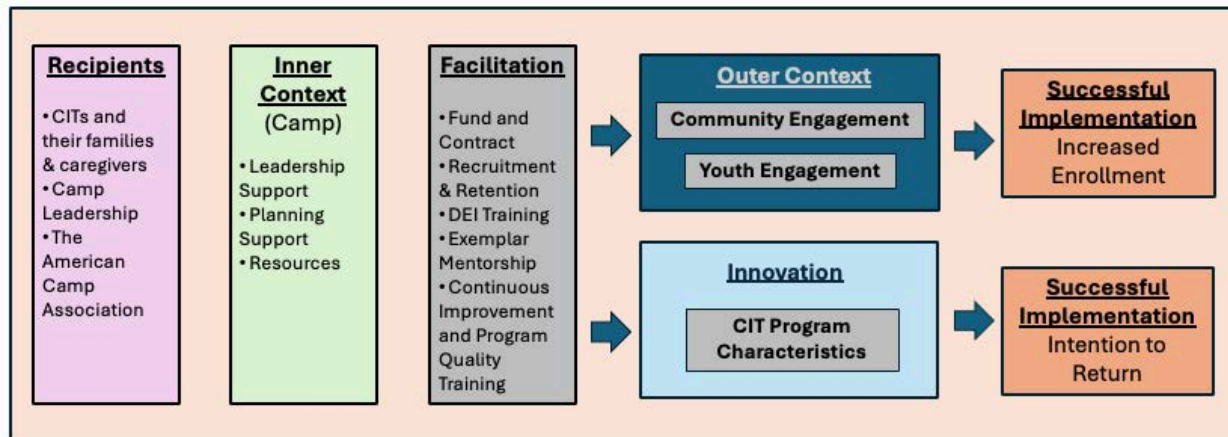 Recipients
• CITs and
their families
& caregivers
• Camp
Leadership
• The
American
Camp
Association
Inner
Context
(Camp)
• Leadership
Support
• Planning
Support
• Resources
Facilitation
• Fund and
Contract
• Recruitment
& Retention
• DEI Training
• Exemplar
Mentorship
• Continuous
Improvement
and Program
Quality
Training
Outer Context
Community Engagement
Youth Engagement
Innovation
CIT Program
Characteristics
Successful
Implementation
Increased
Enrollment
Successful
Implementation
Intention to
Return